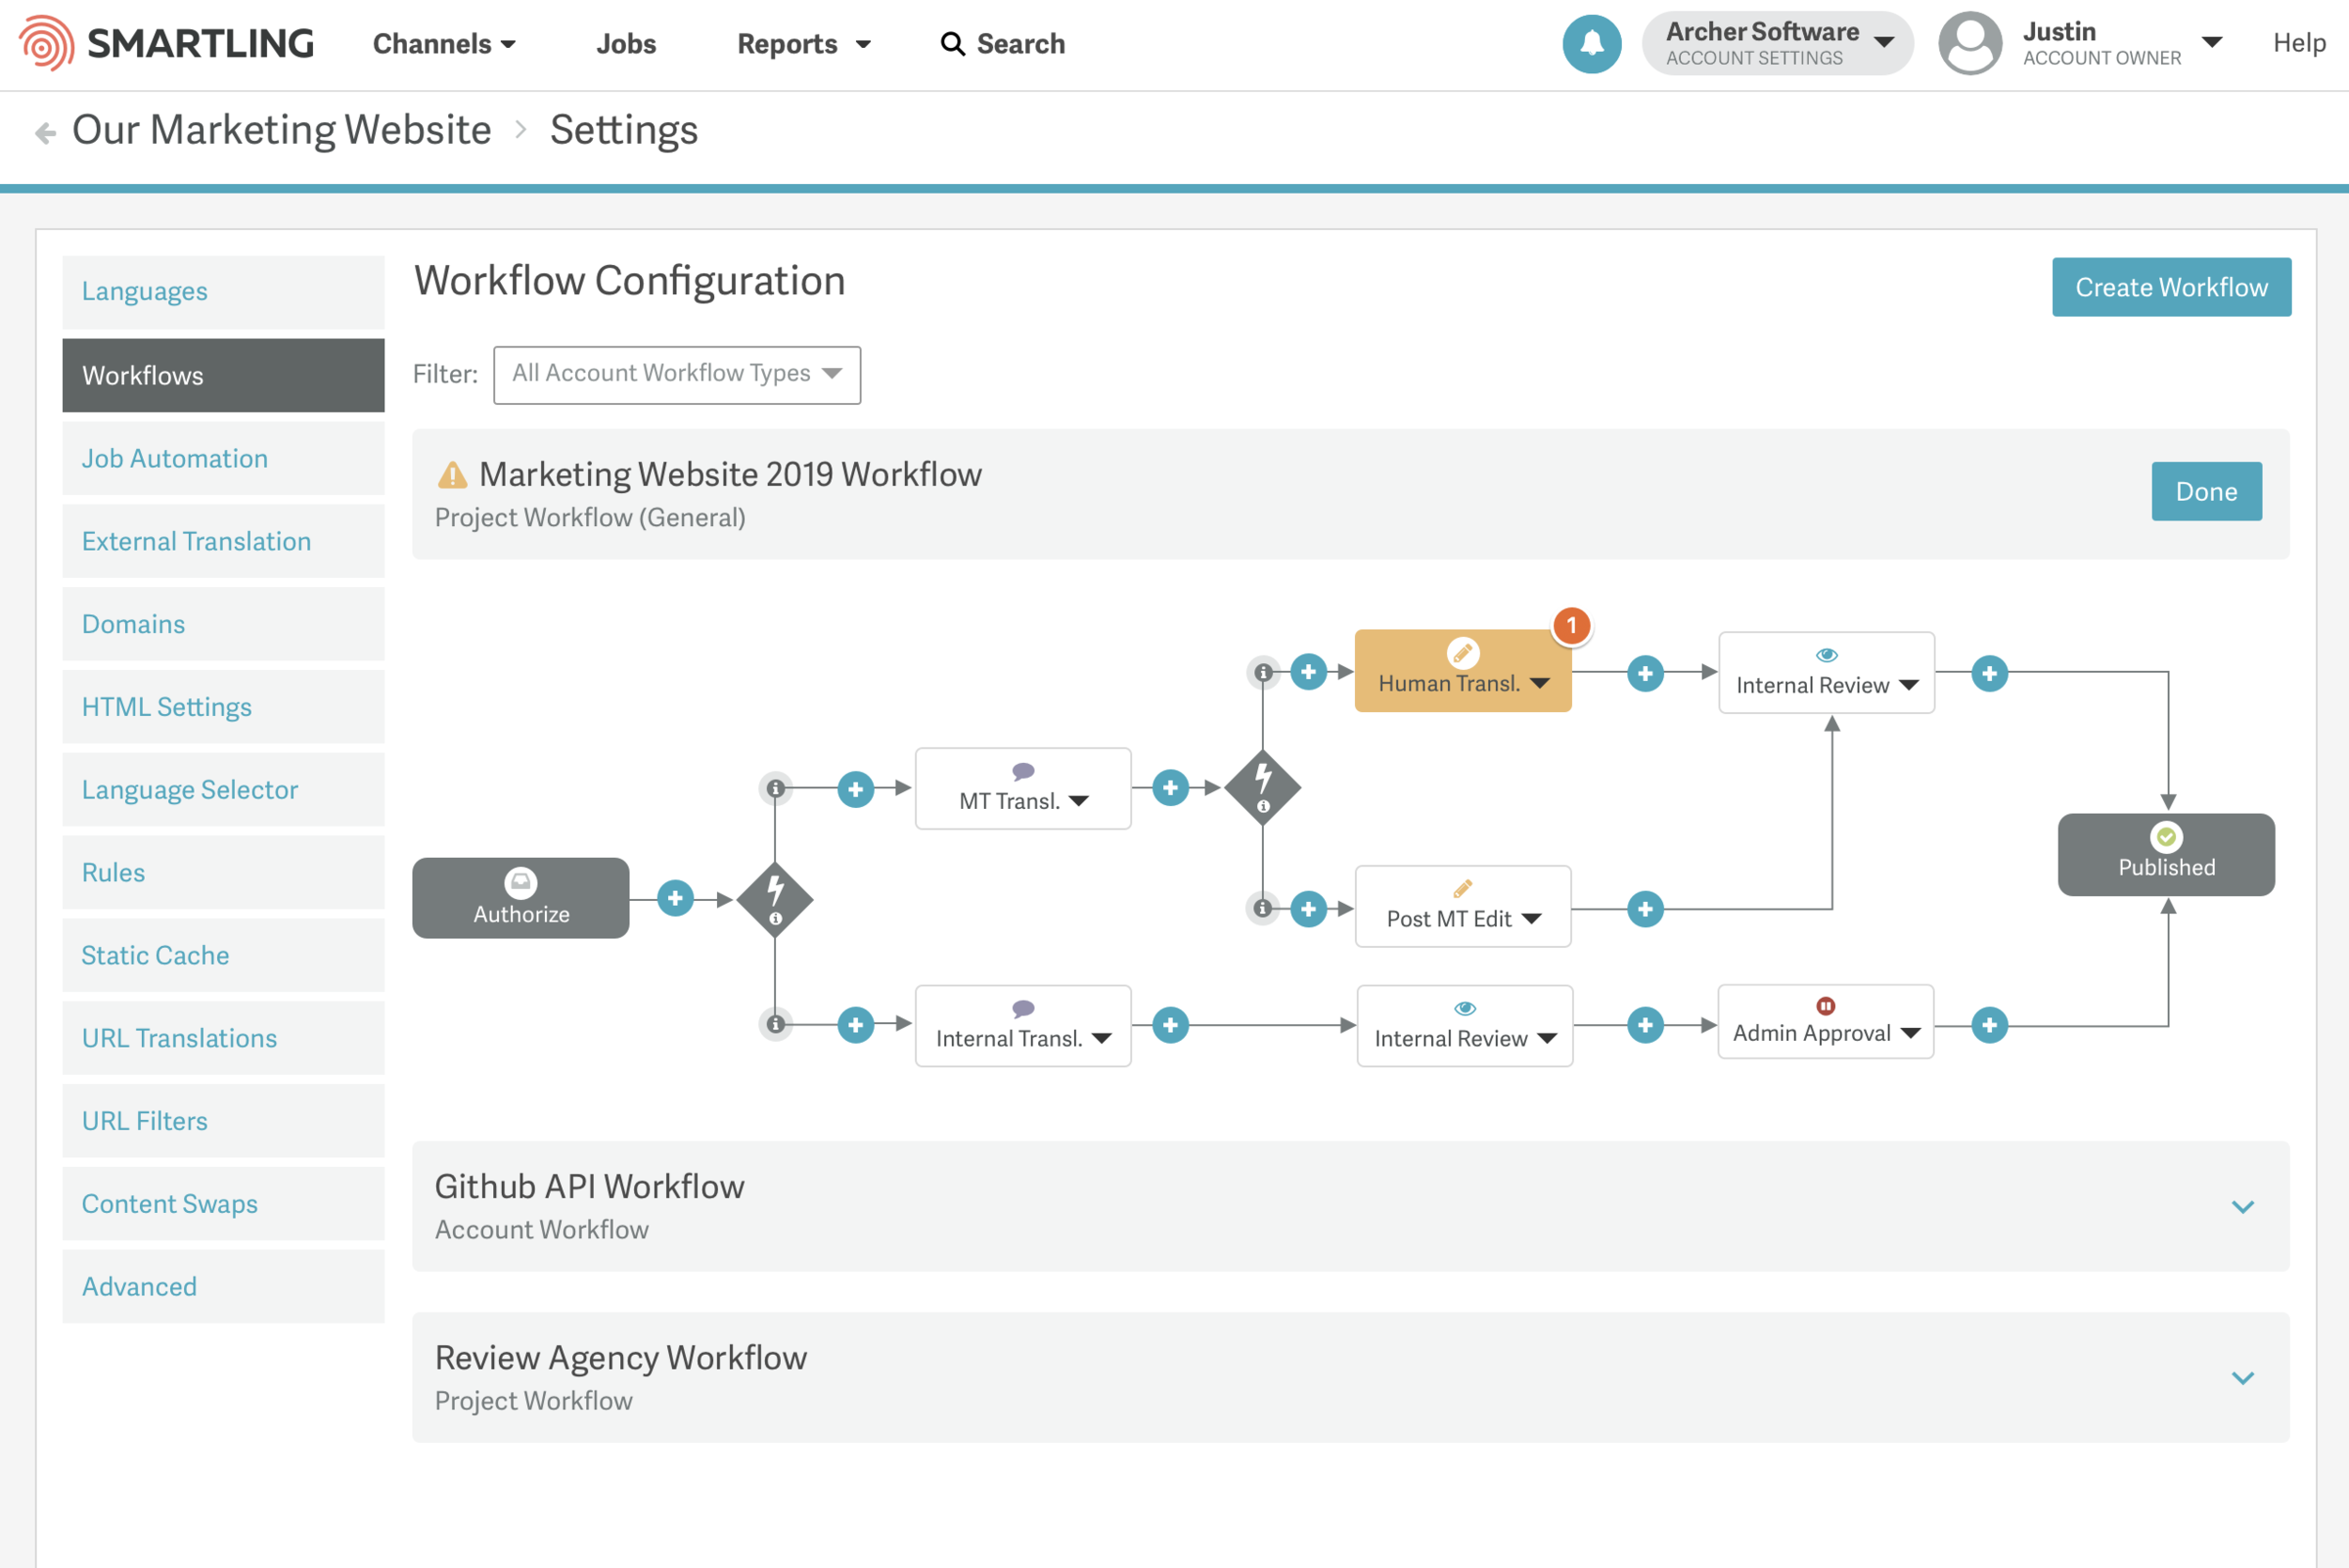 SMARTLING
Channels
Jobs
Reports
Search
Archer Software
ACCOUNT SETTINGS
Justin
ACCOUNT OWNER
Help
Our Marketing Website > Settings
Languages
Workflows
Job Automation
External Translation
Domains
HTML Settings
Language Selector
Rules
Static Cache
URL Translations
URL Filters
Content Swaps
Advanced
Workflow Configuration
Create Workflow
Filter: All Account Workflow Types
Marketing Website 2019 Workflow
Project Workflow (General)
Done
1
Human Transl.
Internal Review
MT Transl.
Authorize
Post MT Edit
Published
Internal Transl.
Internal Review
Admin Approval
Github API Workflow
Account Workflow
Review Agency Workflow
Project Workflow